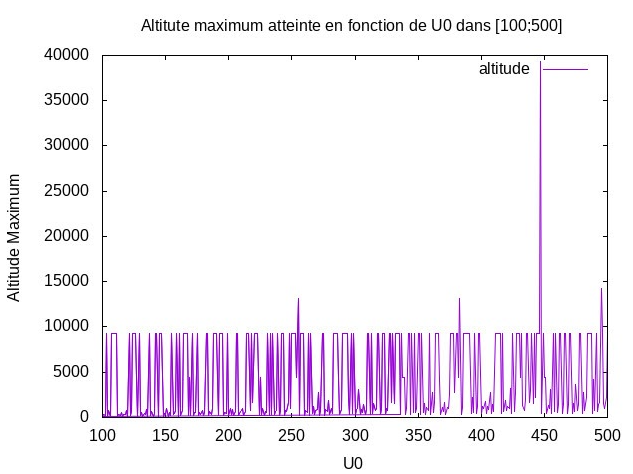 Altitute maximum atteinte en fonction de U0 dans [100;500]
40000
35000
30000
25000
20000
15000
10000
5000
0
Altitude Maximum
altitude
100 150 200 250 300 350 400 450 500
U0